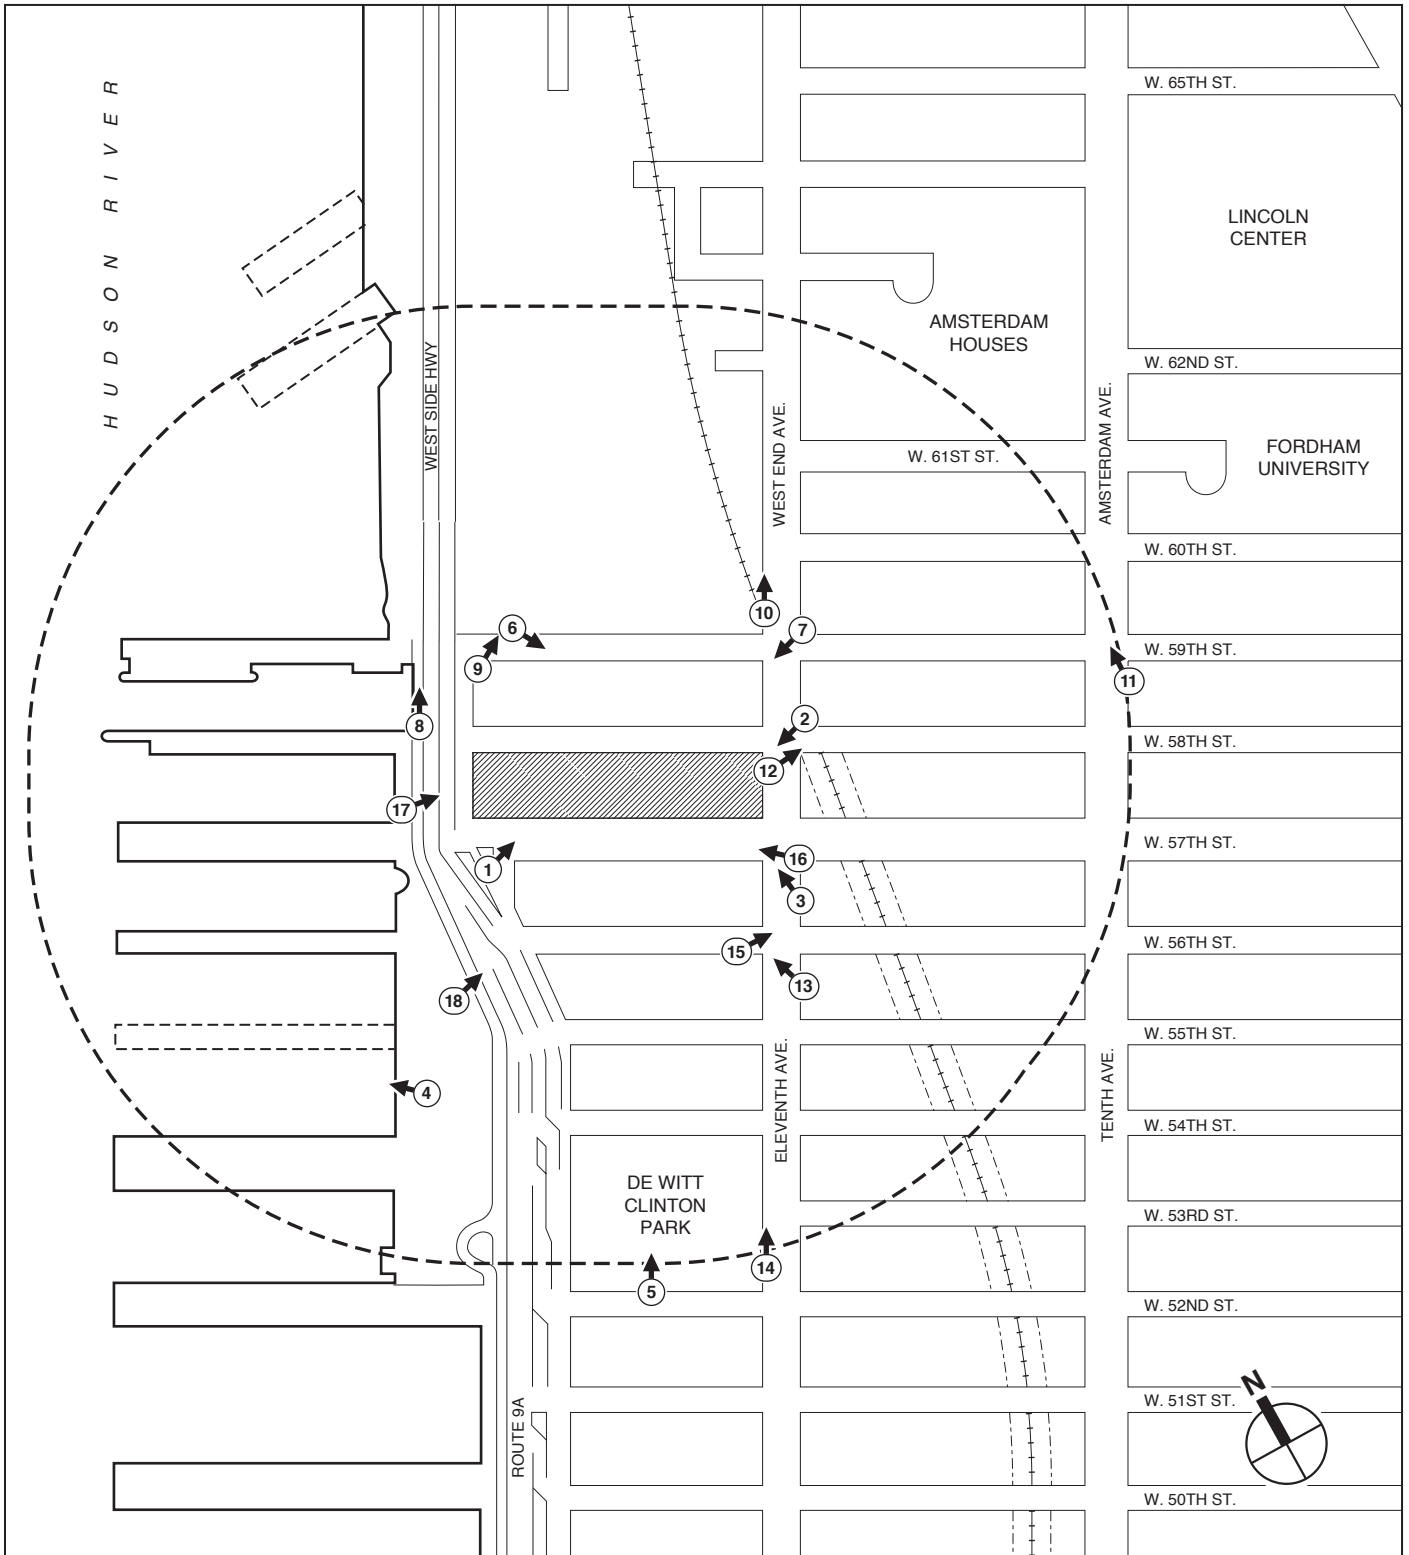 W. 65TH ST.
HUDSON RIVER
LINCOLN
CENTER
AMSTERDAM
HOUSES
WEST SIDE HWY
W. 62ND ST.
WEST END AVE.
AMSTERDAM AVE.
FORDHAM
UNIVERSITY
W. 61ST ST.
W. 60TH ST.
10
6
7
W. 59TH ST.
9
11
8
2
W. 58TH ST.
12
17
W. 57TH ST.
1
16
3
W. 56TH ST.
15
13
18
W. 55TH ST.
ELEVENTH AVE.
TENTH AVE.
4
W. 54TH ST.
DE WITT
CLINTON
PARK
W. 53RD ST.
14
5
W. 52ND ST.
N
W. 51ST ST.
ROUTE 9A
W. 50TH ST.